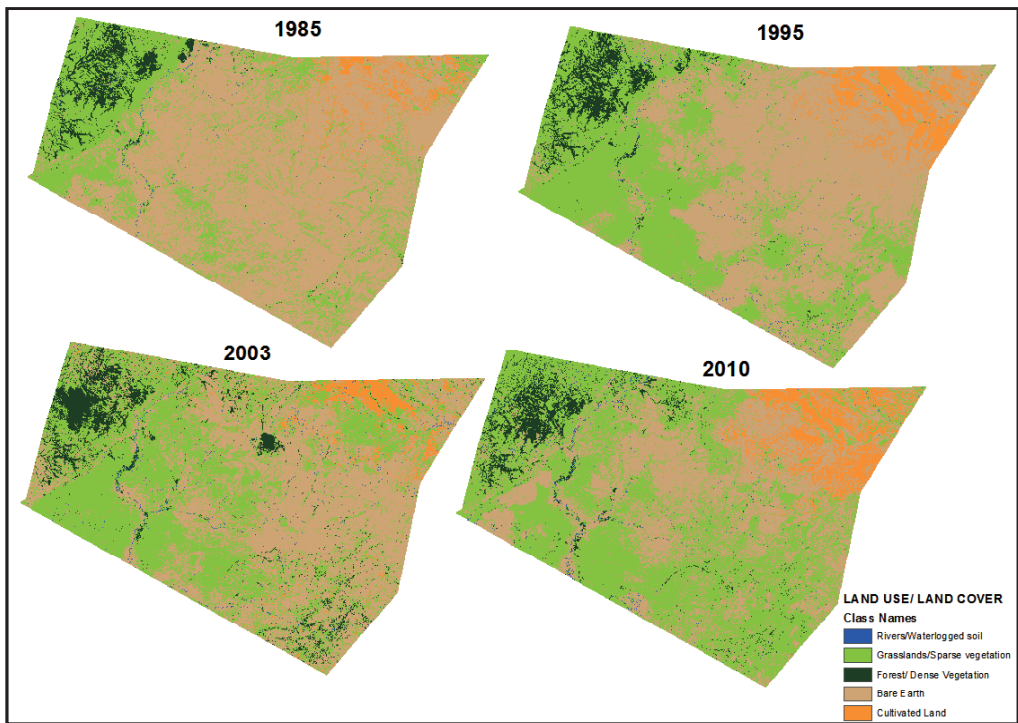 1985
1995
2003
2010
LAND USE/ LAND COVER
Class Names
Rivers/Waterlogged soil
Grasslands/Sparse vegetation
Forest/ Dense Vegetation
Bare Earth
Cultivated Land